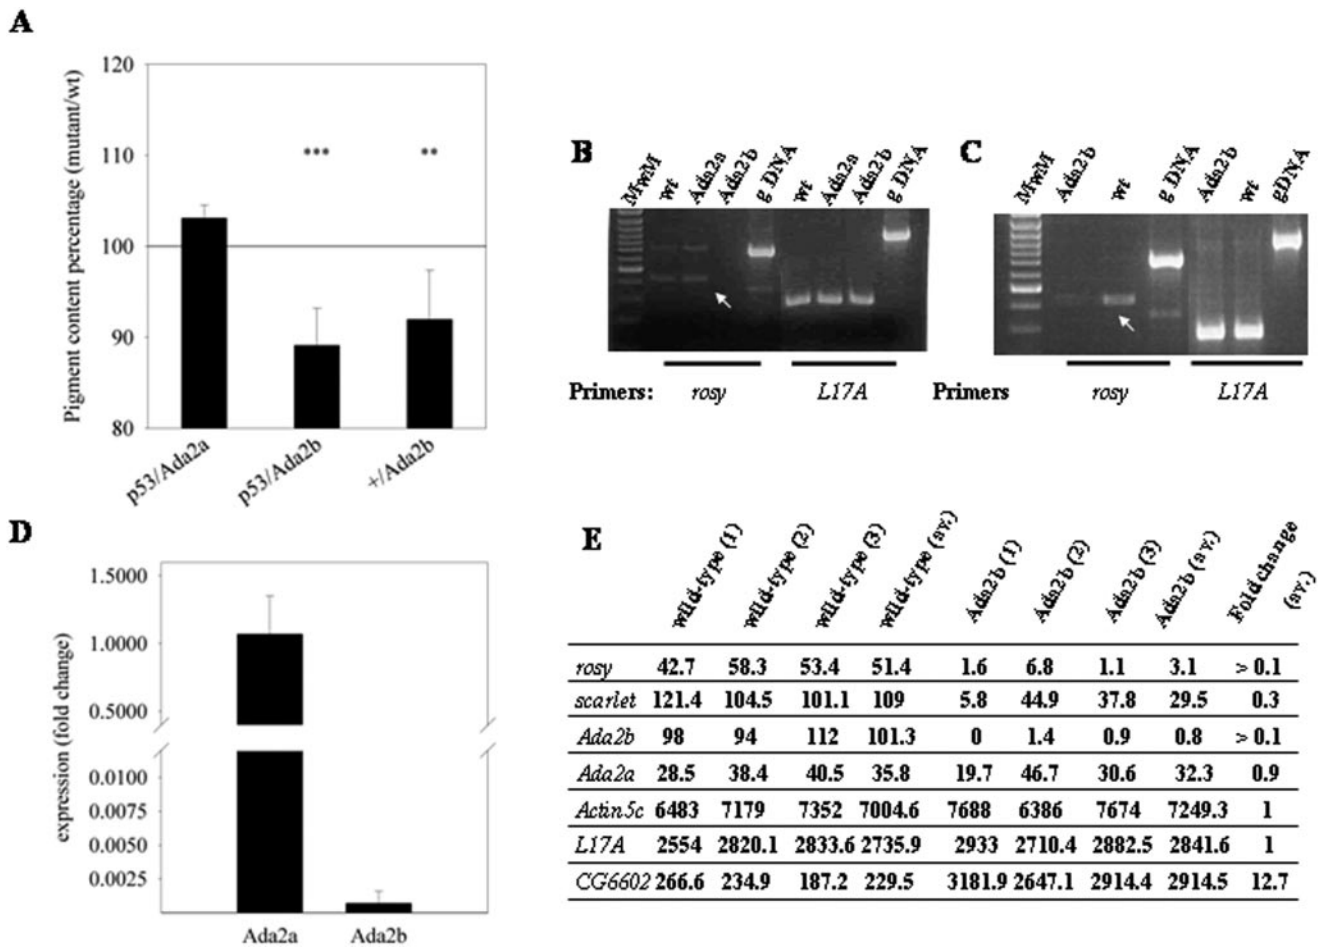 A
Pigment content percentage (mutant/wt)
120
110
100
90
80
***
**
p53/Ada2a
p53/Ada2b
+/Ada2b
B
MwM
wt
Ada2a
Ada2b
g DNA
wt
Ada2a
Ada2b
g DNA
Primers:
rosy
L17A
C
MwM
Ada2b
wt
g DNA
Ada2b
wt
gDNA
Primers
rosy
L17A
D
expression (fold change)
1.5000
1.0000
0.5000
0.0100
0.0075
0.0050
0.0025
Ada2a
Ada2b
E
wild-type (1) wild-type (2) wild-type (3) wild-type (av.) Ada2b (1) Ada2b (2) Ada2b (3) Ada2b (av.) Fold change (av.)
rosy 42.7 58.3 53.4 51.4 1.6 6.8 1.1 3.1 > 0.1
scarlet 121.4 104.5 101.1 109 5.8 44.9 37.8 29.5 0.3
Ada2b 98 94 112 101.3 0 1.4 0.9 0.8 > 0.1
Ada2a 28.5 38.4 40.5 35.8 19.7 46.7 30.6 32.3 0.9
Actin5c 6483 7179 7352 7004.6 7688 6386 7674 7249.3 1
L17A 2554 2820.1 2833.6 2735.9 2933 2710.4 2882.5 2841.6 1
CG6602 266.6 234.9 187.2 229.5 3181.9 2647.1 2914.4 2914.5 12.7